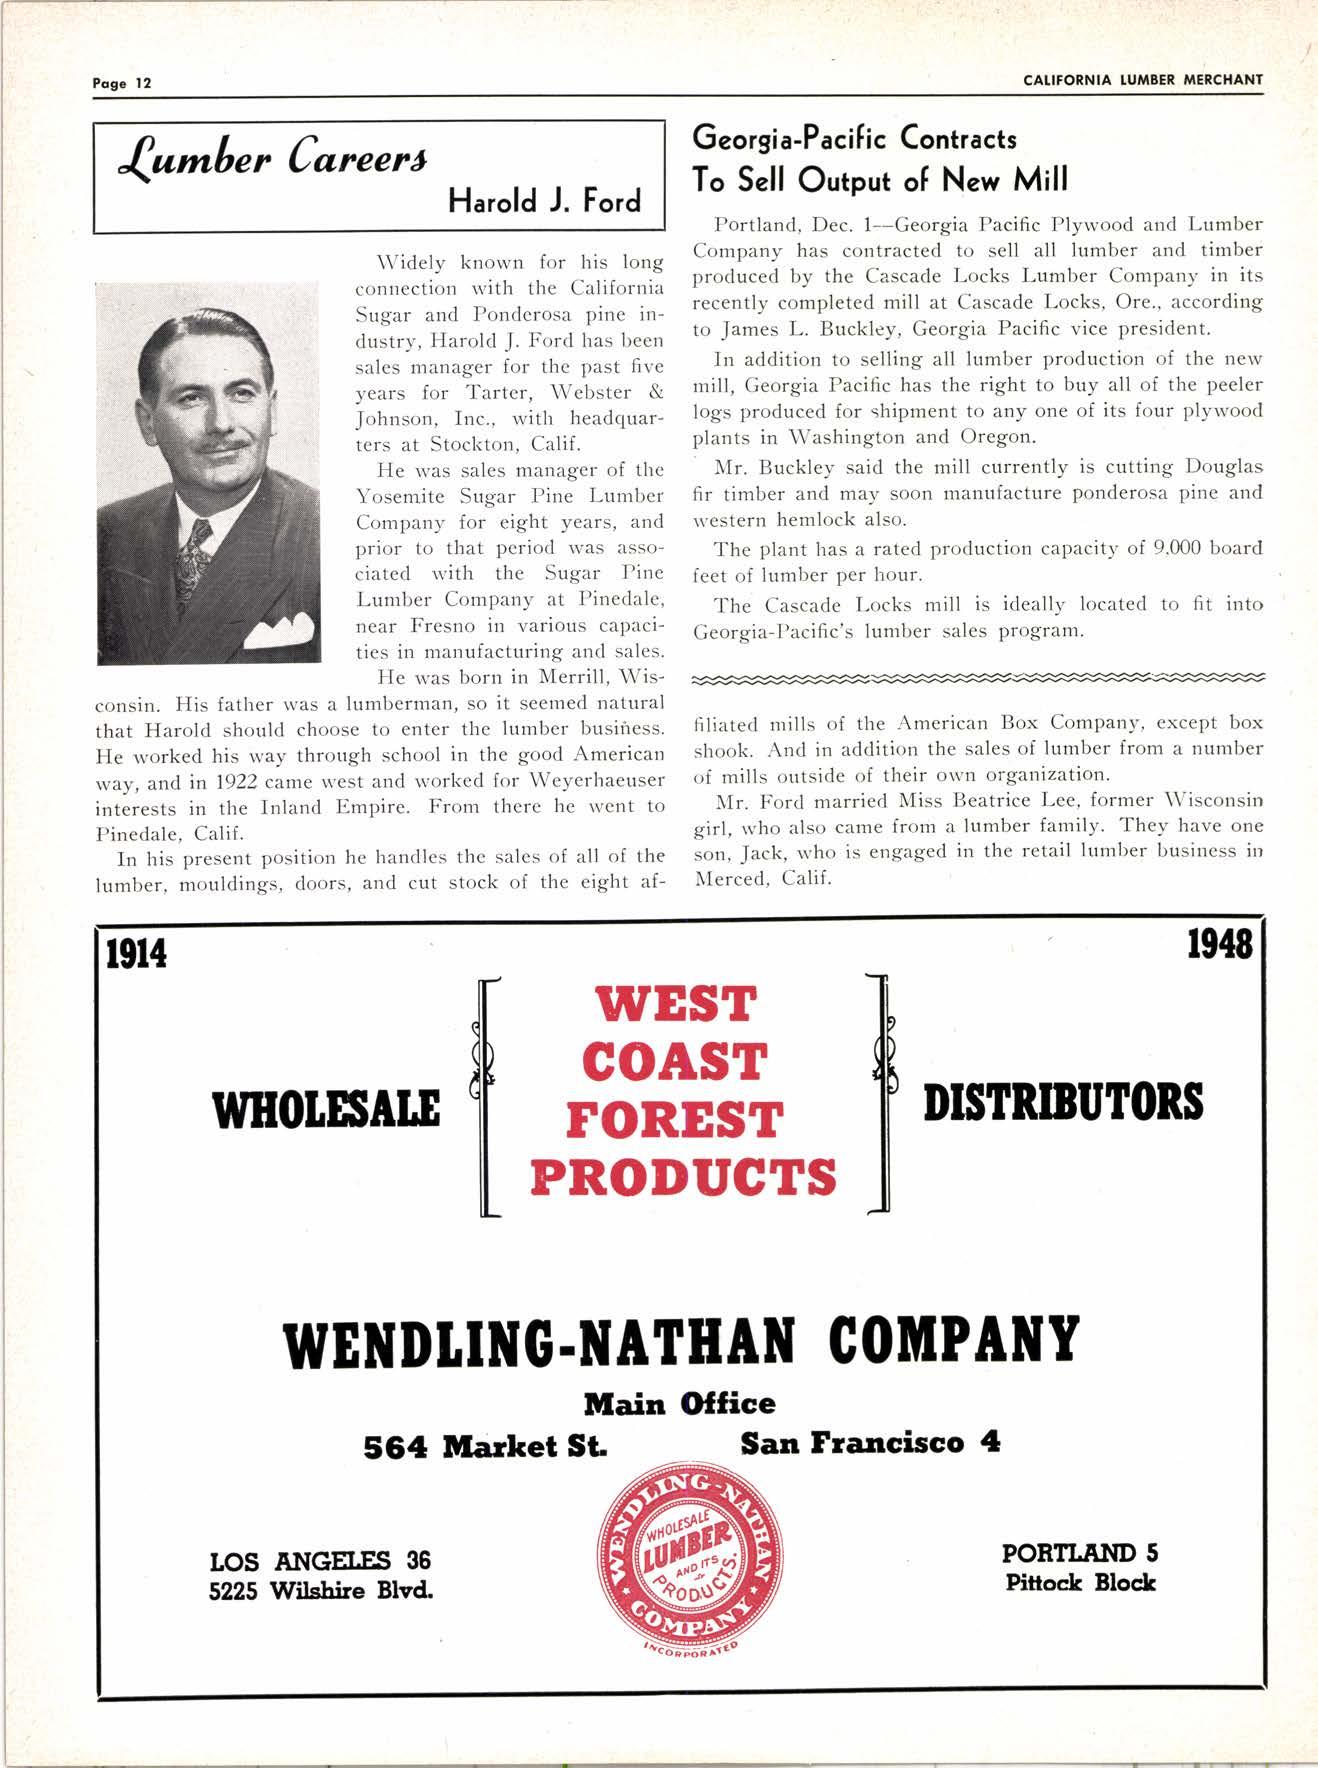 Page 12
CALIFORNIA LUMBER MERCHANT
Lumber Careers
Harold J. Ford
Widely known for his long
connection with the California
Sugar and Ponderosa pine in-
dustry, Harold J. Ford has been
sales manager for the past five
years for Tarter, Webster &
Johnson, Inc., with headquar-
ters at Stockton, Calif.
He was sales manager of the
Yosemite Sugar Pine Lumber
Company for eight years, and
prior to that period was asso-
ciated with the Sugar Pine
Lumber Company at Pinedale,
near Fresno in various capaci-
ties in manufacturing and sales.
He was born in Merrill, Wis-
consin. His father was a lumberman, so it seemed natural
that Harold should choose to enter the lumber business.
He worked his way through school in the good American
way, and in 1922 came west and worked for Weyerhaeuser
interests in the Inland Empire. From there he went to
Pinedale, Calif.
In his present position he handles the sales of all of the
lumber, mouldings, doors, and cut stock of the eight af-
Georgia-Pacific Contracts
To Sell Output of New Mill
Portland, Dec. 1—Georgia Pacific Plywood and Lumber
Company has contracted to sell all lumber and timber
produced by the Cascade Locks Lumber Company in its
recently completed mill at Cascade Locks, Ore., according
to James L. Buckley, Georgia Pacific vice president.
In addition to selling all lumber production of the new
mill, Georgia Pacific has the right to buy all of the peeler
logs produced for shipment to any one of its four plywood
plants in Washington and Oregon.
Mr. Buckley said the mill currently is cutting Douglas
fir timber and may soon manufacture ponderosa pine and
western hemlock also.
The plant has a rated production capacity of 9,000 board
feet of lumber per hour.
The Cascade Locks mill is ideally located to fit into
Georgia-Pacific's lumber sales program.
filiated mills of the American Box Company, except box
shook. And in addition the sales of lumber from a number
of mills outside of their own organization.
Mr. Ford married Miss Beatrice Lee, former Wisconsin
girl, who also came from a lumber family. They have one
son, Jack, who is engaged in the retail lumber business in
Merced, Calif.
1914
1948
WHOLESALE
WEST
COAST
FOREST
PRODUCTS
DISTRIBUTORS
WENDLING-NATHAN COMPANY
Main Office
564 Market St. San Francisco 4
WENDLING-NATHAN
COMPANY
WHOLESALE
LUMBER
AND ITS
PRODUCTS.
INCORPORATED
LOS ANGELES 36
5225 Wilshire Blvd.
PORTLAND 5
Pittock Block